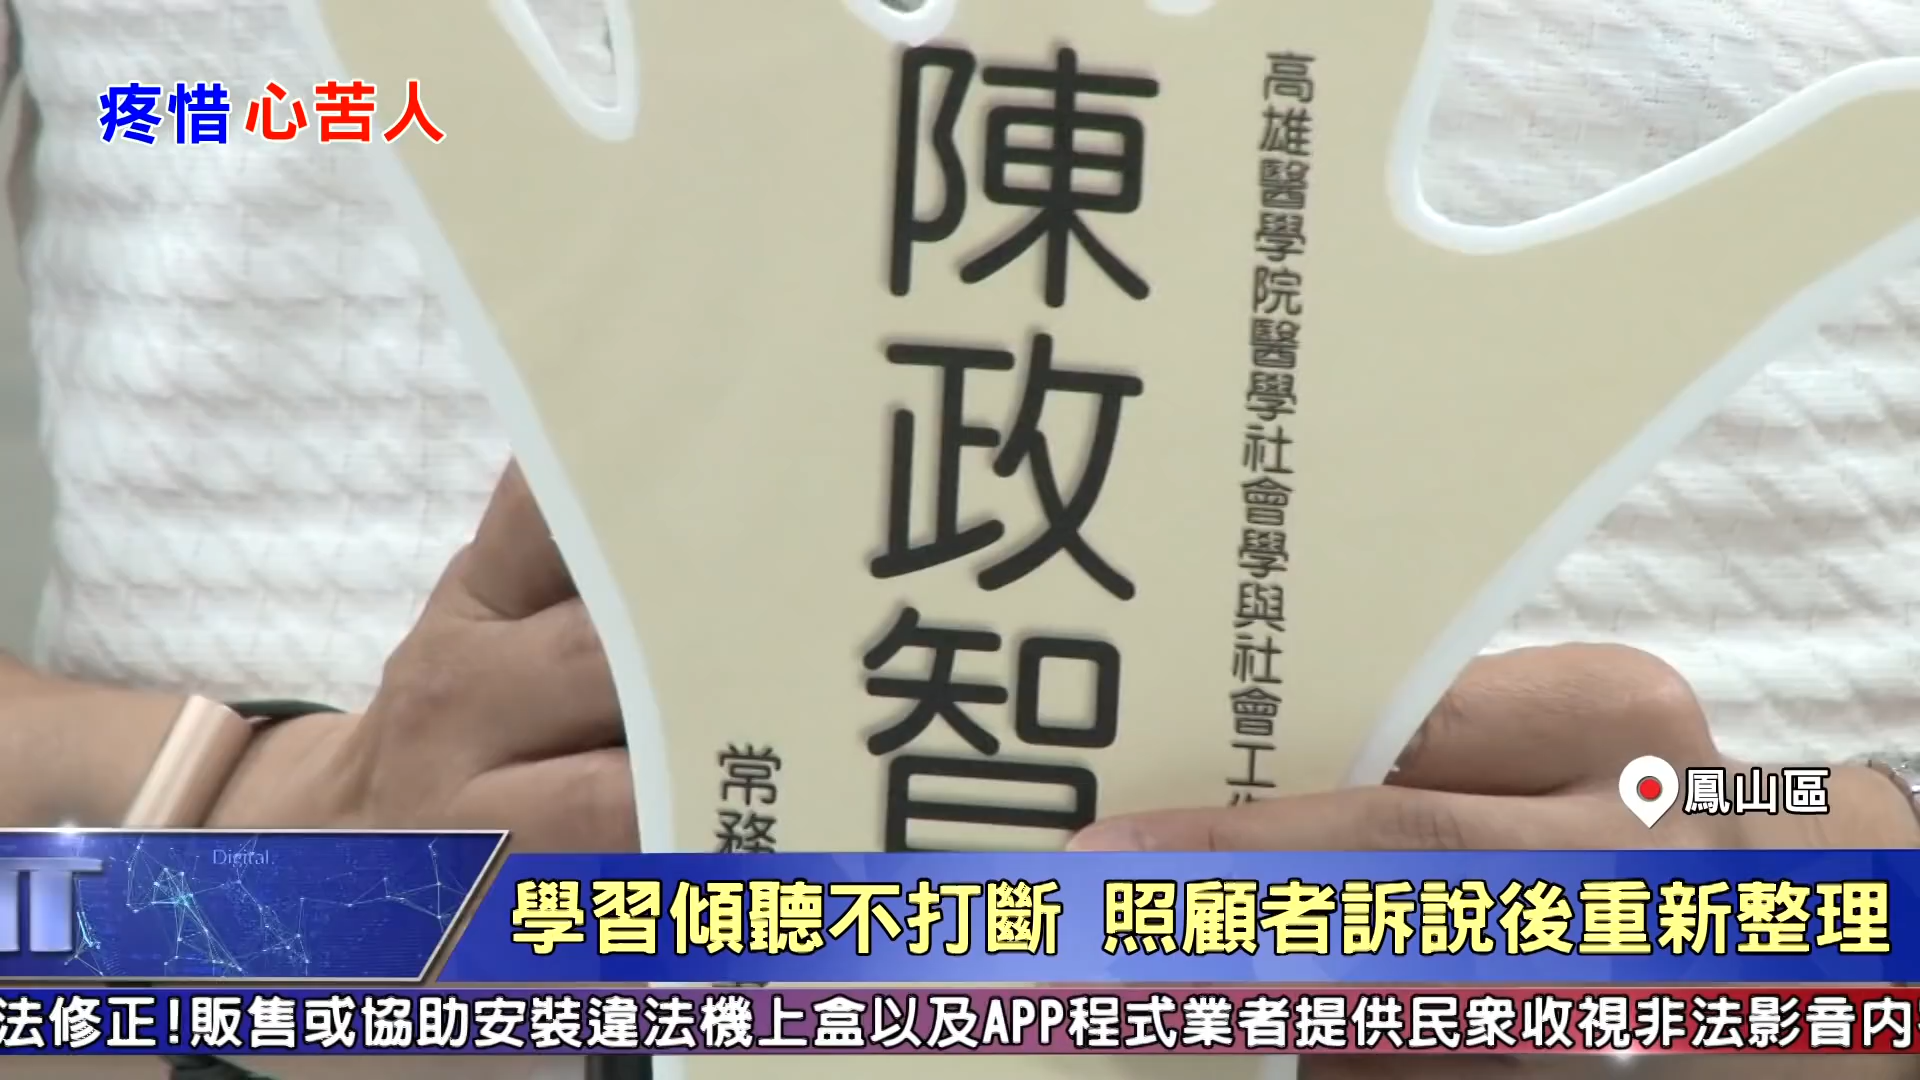 疼惜心苦人
高雄醫學院醫學社會學與社會工
陳政智
常務
鳳山區
Digital.
學習傾聽不打斷 照顧者訴說後重新整理
法修正!販售或協助安裝違法機上盒以及APP程式業者提供民眾收視非法影音内